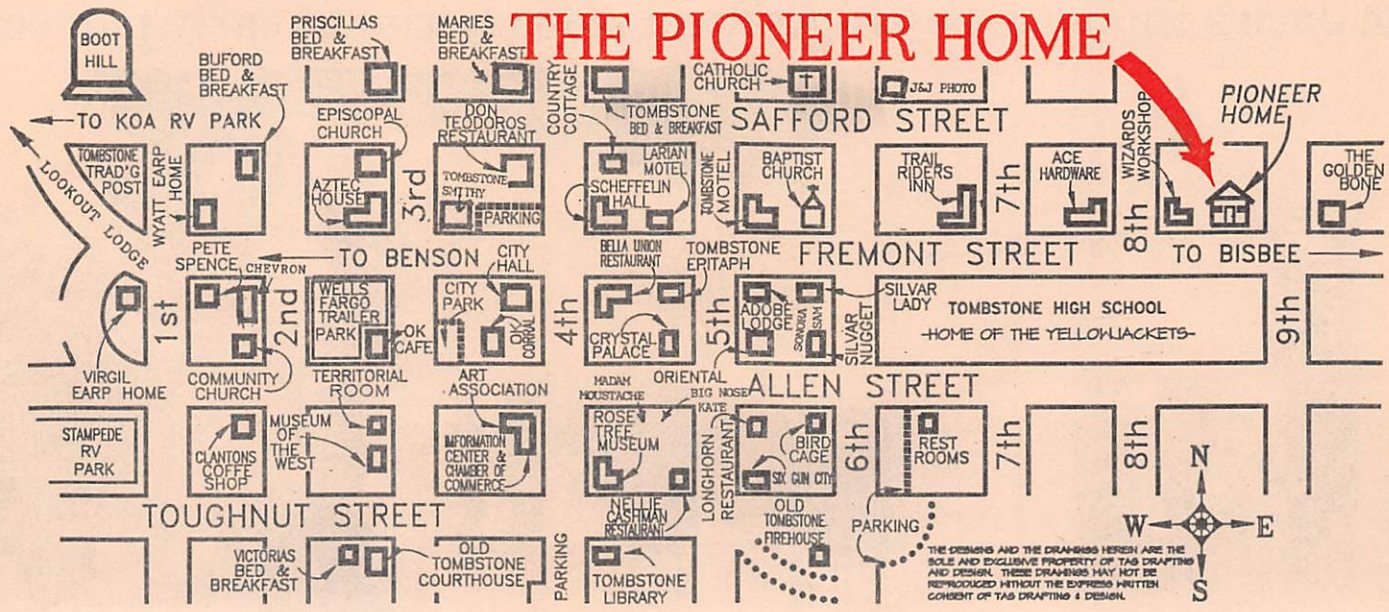 THE PIONEER HOME
BOOT
HILL
PRISCILLAS
BED &
BREAKFAST
MARIES
BED &
BREAKFAST
BUFORD
BED &
BREAKFAST
COUNTRY
COTTAGE
CATHOLIC
CHURCH
J&J PHOTO
PIONEER
HOME
TO KOA RV PARK
EPISCOPAL
CHURCH
DON
TEODOROS
RESTAURANT
TOMBSTONE
BED & BREAKFAST
SAFFORD STREET
WIZARDS
WORKSHOP
LOOKOUT LODGE
TOMBSTONE
TRAD'G
POST
WYATT EARP
HOME
AZTEC
HOUSE
3rd
TOMBSTONE
SMITHY
PARKING
LARIAN
MOTEL
SCHEFFELIN
HALL
TOMBSTONE
MOTEL
BAPTIST
CHURCH
TRAIL
RIDERS
INN
7th
ACE
HARDWARE
8th
THE
GOLDEN
BONE
PETE
SPENCE
CHEVRON
TO BENSON
CITY
HALL
BELLA UNION
RESTAURANT
TOMBSTONE
EPITAPH
FREMONT STREET
TO BISBEE
1st
2nd
WELLS
FARGO
TRAILER
PARK
OK
CAFE
CITY
PARK
OK
CORRAL
4th
CRYSTAL
PALACE
5th
ADOBE
LODGE
SONORA
SAM
SILVAR
LADY
SILVAR
NUGGET
TOMBSTONE HIGH SCHOOL
-HOME OF THE YELLOWJACKETS-
9th
VIRGIL
EARP HOME
COMMUNITY
CHURCH
TERRITORIAL
ROOM
ART
ASSOCIATION
MADAM
MOUSTACHE
ORIENTAL
BIG NOSE
KATE
ALLEN STREET
STAMPEDE
RV
PARK
CLANTONS
COFFE
SHOP
MUSEUM
OF
THE
WEST
INFORMATION
CENTER &
CHAMBER OF
COMMERCE
ROSE
TREE
MUSEUM
LONGHORN
RESTAURANT
BIRD
CAGE
SIX GUN CITY
6th
REST
ROOMS
7th
8th
N
W
E
S
TOUGHNUT STREET
NELLIE
CASHMAN
RESTAURANT
OLD
TOMBSTONE
FIREHOUSE
PARKING
VICTORIAS
BED &
BREAKFAST
OLD
TOMBSTONE
COURTHOUSE
PARKING
TOMBSTONE
LIBRARY
THE DESIGNS AND THE DRAWINGS HEREIN ARE THE
SOLE AND EXCLUSIVE PROPERTY OF TAG DRAFTING
AND DESIGN. THESE DRAWINGS MAY NOT BE
REPRODUCED WITHOUT THE EXPRESS WRITTEN
CONSENT OF TAG DRAFTING & DESIGN.